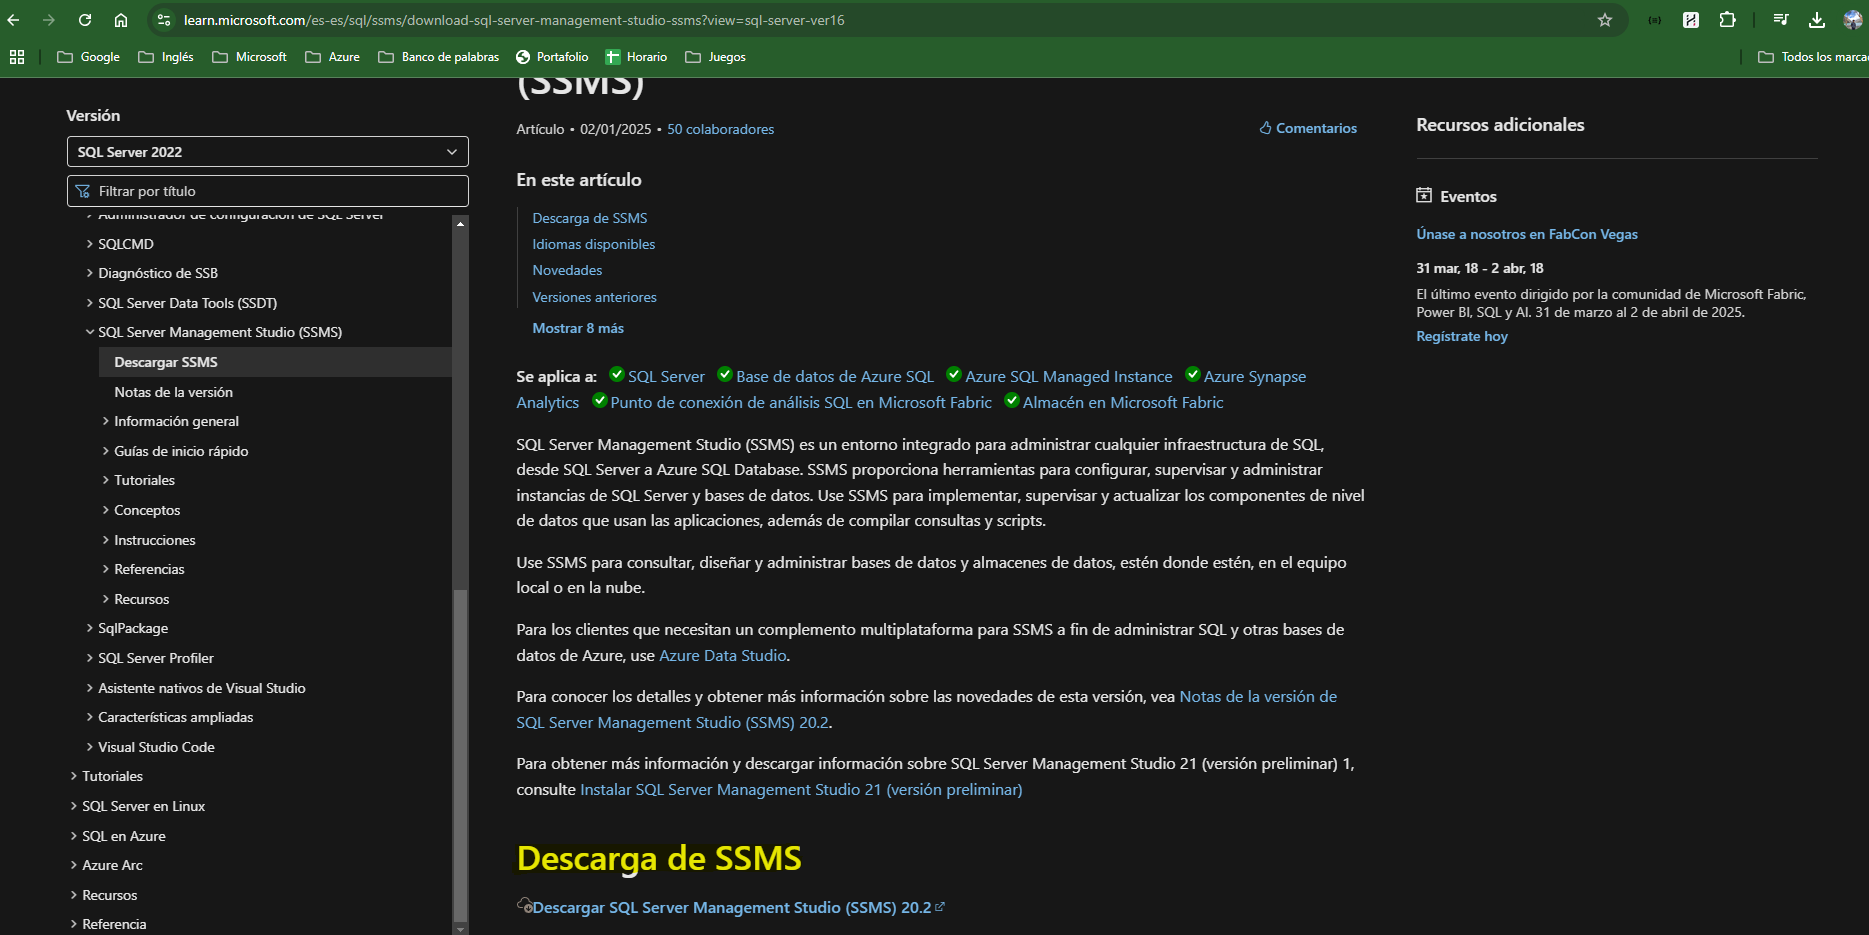 learn.microsoft.com/es-es/sql/ssms/download-sql-server-management-studio-ssms?view=sql-server-ver16
Google
Inglés
Microsoft
Azure
Banco de palabras
Portafolio
Horario
Juegos
Todos los marca
Versión
SQL Server 2022
Filtrar por título
Administrador de configuración de SQL Server
SQLCMD
Diagnóstico de SSB
SQL Server Data Tools (SSDT)
SQL Server Management Studio (SSMS)
Descargar SSMS
Notas de la versión
Información general
Guías de inicio rápido
Tutoriales
Conceptos
Instrucciones
Referencias
Recursos
SqlPackage
SQL Server Profiler
Asistente nativos de Visual Studio
Características ampliadas
Visual Studio Code
Tutoriales
SQL Server en Linux
SQL en Azure
Azure Arc
Recursos
Referencia
(SSMS)
Artículo • 02/01/2025 • 50 colaboradores
Comentarios
En este artículo
Descarga de SSMS
Idiomas disponibles
Novedades
Versiones anteriores
Mostrar 8 más
Se aplica a: SQL Server Base de datos de Azure SQL Azure SQL Managed Instance Azure Synapse
Analytics Punto de conexión de análisis SQL en Microsoft Fabric Almacén en Microsoft Fabric
SQL Server Management Studio (SSMS) es un entorno integrado para administrar cualquier infraestructura de SQL,
desde SQL Server a Azure SQL Database. SSMS proporciona herramientas para configurar, supervisar y administrar
instancias de SQL Server y bases de datos. Use SSMS para implementar, supervisar y actualizar los componentes de nivel
de datos que usan las aplicaciones, además de compilar consultas y scripts.
Use SSMS para consultar, diseñar y administrar bases de datos y almacenes de datos, estén donde estén, en el equipo
local o en la nube.
Para los clientes que necesitan un complemento multiplataforma para SSMS a fin de administrar SQL y otras bases de
datos de Azure, use Azure Data Studio.
Para conocer los detalles y obtener más información sobre las novedades de esta versión, vea Notas de la versión de
SQL Server Management Studio (SSMS) 20.2.
Para obtener más información y descargar información sobre SQL Server Management Studio 21 (versión preliminar) 1,
consulte Instalar SQL Server Management Studio 21 (versión preliminar)
Descarga de SSMS
Descargar SQL Server Management Studio (SSMS) 20.2
Recursos adicionales
Eventos
Únase a nosotros en FabCon Vegas
31 mar, 18 - 2 abr, 18
El último evento dirigido por la comunidad de Microsoft Fabric,
Power BI, SQL y AI. 31 de marzo al 2 de abril de 2025.
Regístrate hoy